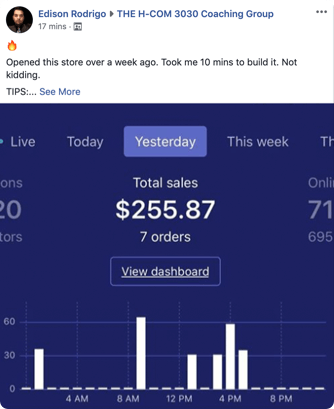 Edison Rodrigo ▸ THE H-COM 3030 Coaching Group
17 mins ·
🔥
Opened this store over a week ago. Took me 10 mins to build it. Not
kidding.
TIPS:... See More
Live Today Yesterday This week Th
ons Total sales Onli
20 $255.87 71
tors 7 orders 695
View dashboard
60
30
0
4 AM 8 AM 12 PM 4 PM 8 PM